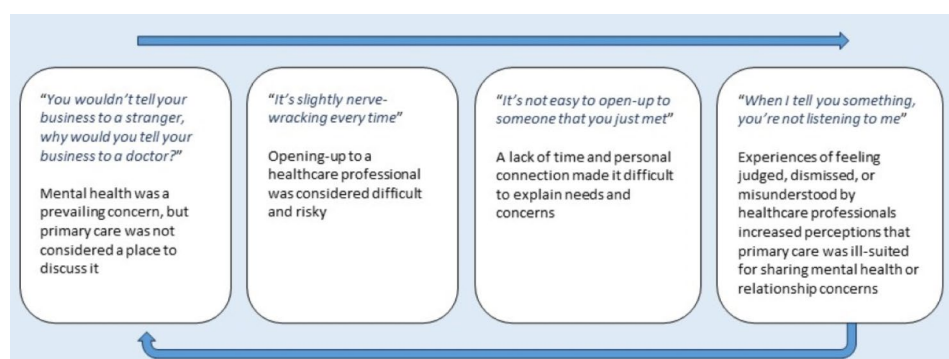 “You wouldn’t tell your
business to a stranger,
why would you tell your
business to a doctor?”
Mental health was a
prevailing concern, but
primary care was not
considered a place to
discuss it
“It’s slightly nerve-
wracking every time”
Opening-up to a
healthcare professional
was considered difficult
and risky
“It’s not easy to open-up to
someone that you just met”
A lack of time and personal
connection made it difficult
to explain needs and
concerns
“When I tell you something,
you’re not listening to me”
Experiences of feeling
judged, dismissed, or
misunderstood by
healthcare professionals
increased perceptions that
primary care was ill-suited
for sharing mental health or
relationship concerns